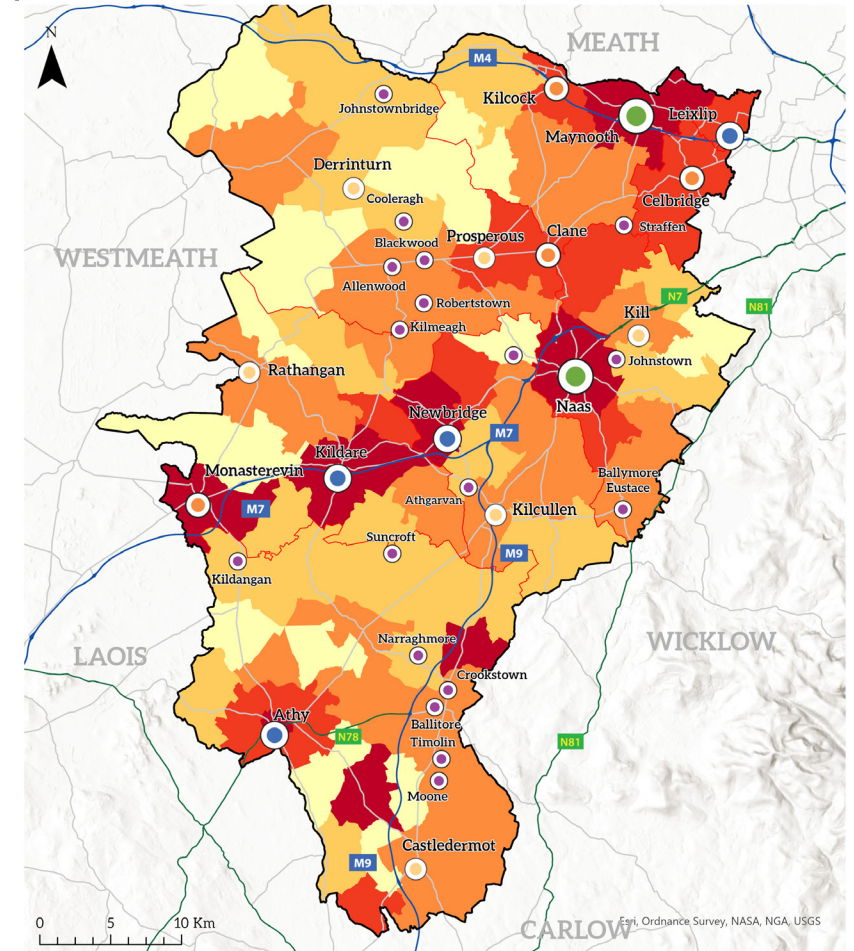 N
MEATH
M4
Johnstownbridge
Kilcock
Leixlip
Maynooth
Derrinturn
Cooleragh
Celbridge
Straffen
Blackwood
Prosperous
Clane
WESTMEATH
Allenwood
N7
N81
Robertstown
Kill
Kilmeagh
Johnstown
Rathangan
Naas
Newbridge
M7
Kildare
Monasterevin
Ballymore
Eustace
Athgarvan
M7
Kilcullen
Suncroft
M9
Kildangan
Narraghmore
WICKLOW
LAOIS
Crookstown
Athy
Ballitore
N78
Timolin
N81
Moone
Castledermot
M9
0 5 10 Km
CARLOW
Esri, Ordnance Survey, NASA, NGA, USGS